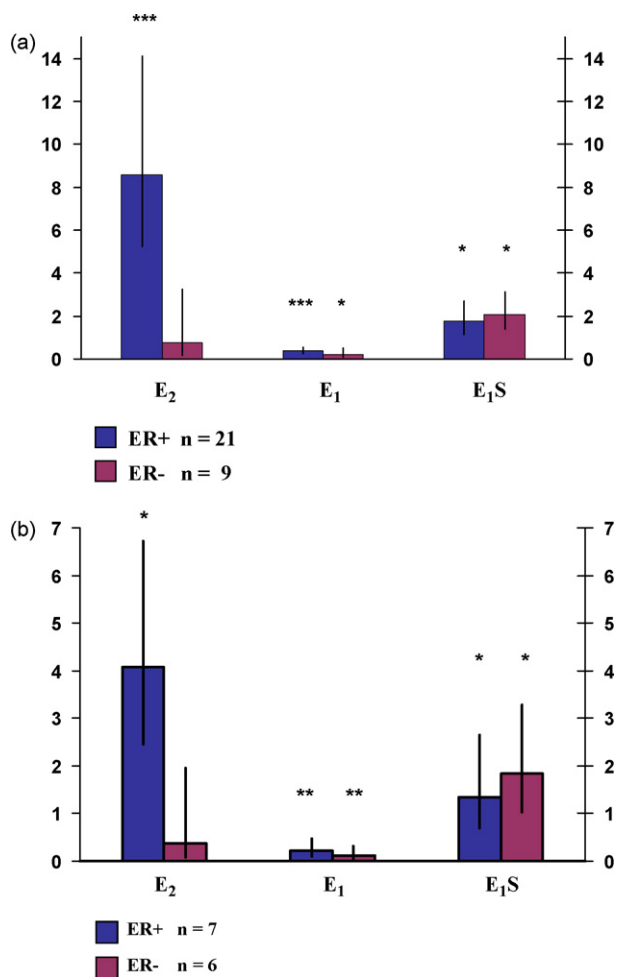 (a)
***
14 14
12 12
10 10
8 8
6 6
* *
4 4
*** *
2 2
0 0
E₂ E₁ E₁S
ER+ n = 21
ER- n = 9
(b)
*
7 7
6 6
5 5
* *
4 4
3 3
2 2
** **
1 1
0 0
E₂ E₁ E₁S
ER+ n = 7
ER- n = 6